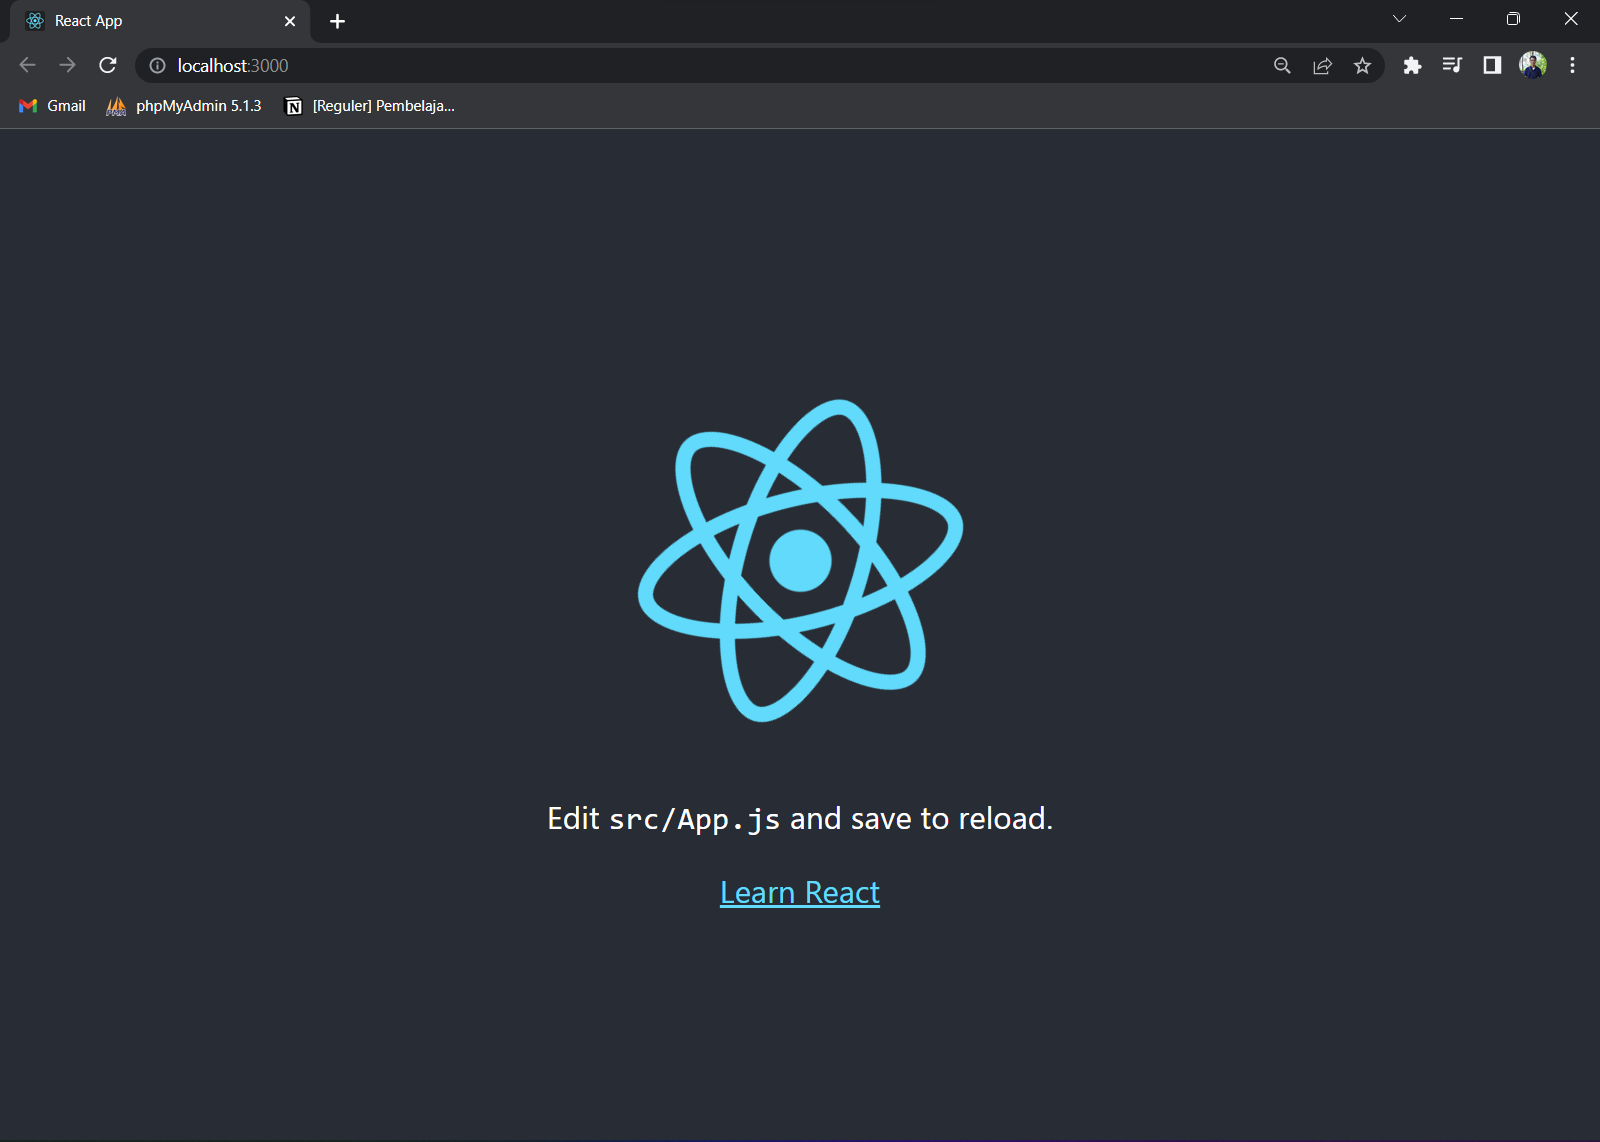 React App
localhost:3000
Gmail phpMyAdmin 5.1.3 [Reguler] Pembelaja...
Edit src/App.js and save to reload.
Learn React